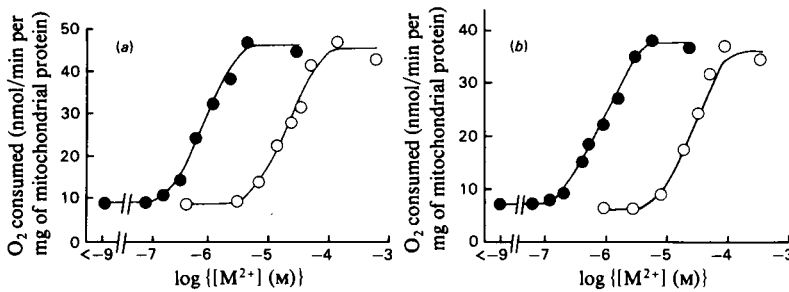 (a)
O₂ consumed (nmol/min per
mg of mitochondrial protein)
50
40
30
20
10
0
<−9
−7
−6
−5
−4
−3
log {[M²⁺] (M)}
(b)
O₂ consumed (nmol/min per
mg of mitochondrial protein)
40
30
20
10
0
<−9
−7
−6
−5
−4
−3
log {[M²⁺] (M)}